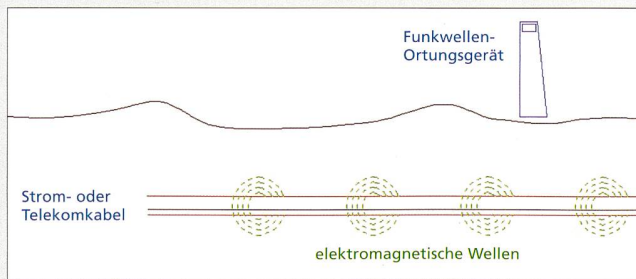 Funkwellen-
Ortungsgerät
Strom- oder
Telekomkabel
elektromagnetische Wellen